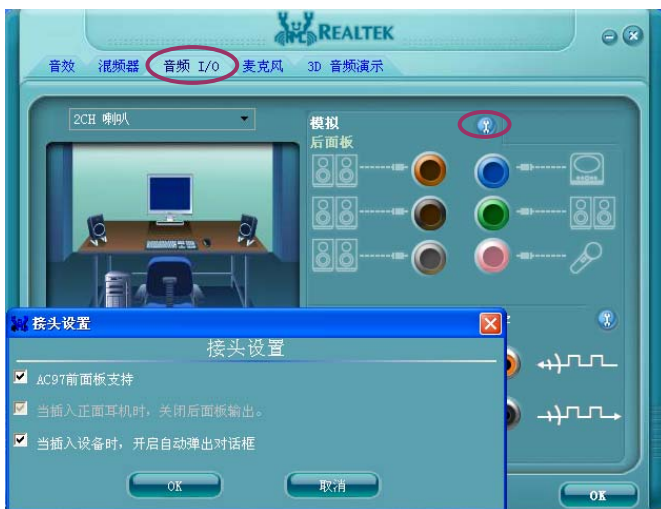 REALTEK
音效 混频器 音频 I/O 麦克风 3D 音频演示
2CH 喇叭
模拟
后面板
接头设置
接头设置
AC97前面板支持
当插入正面耳机时，关闭后面板输出。
当插入设备时，开启自动弹出对话框
OK 取消
OK